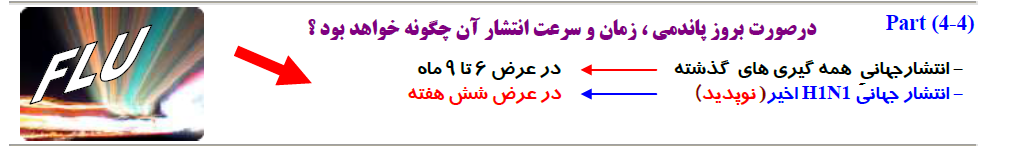 Part (4-4)
درصورت بروز پاندمی ، زمان و سرعت انتشار آن چگونه خواهد بود ؟
FLU
– انتشارجهانی همه گیری های گذشته در عرض ۶ تا ۹ ماه
– انتشار جهانی H1N1 اخیر( نوپدید) در عرض شش هفته